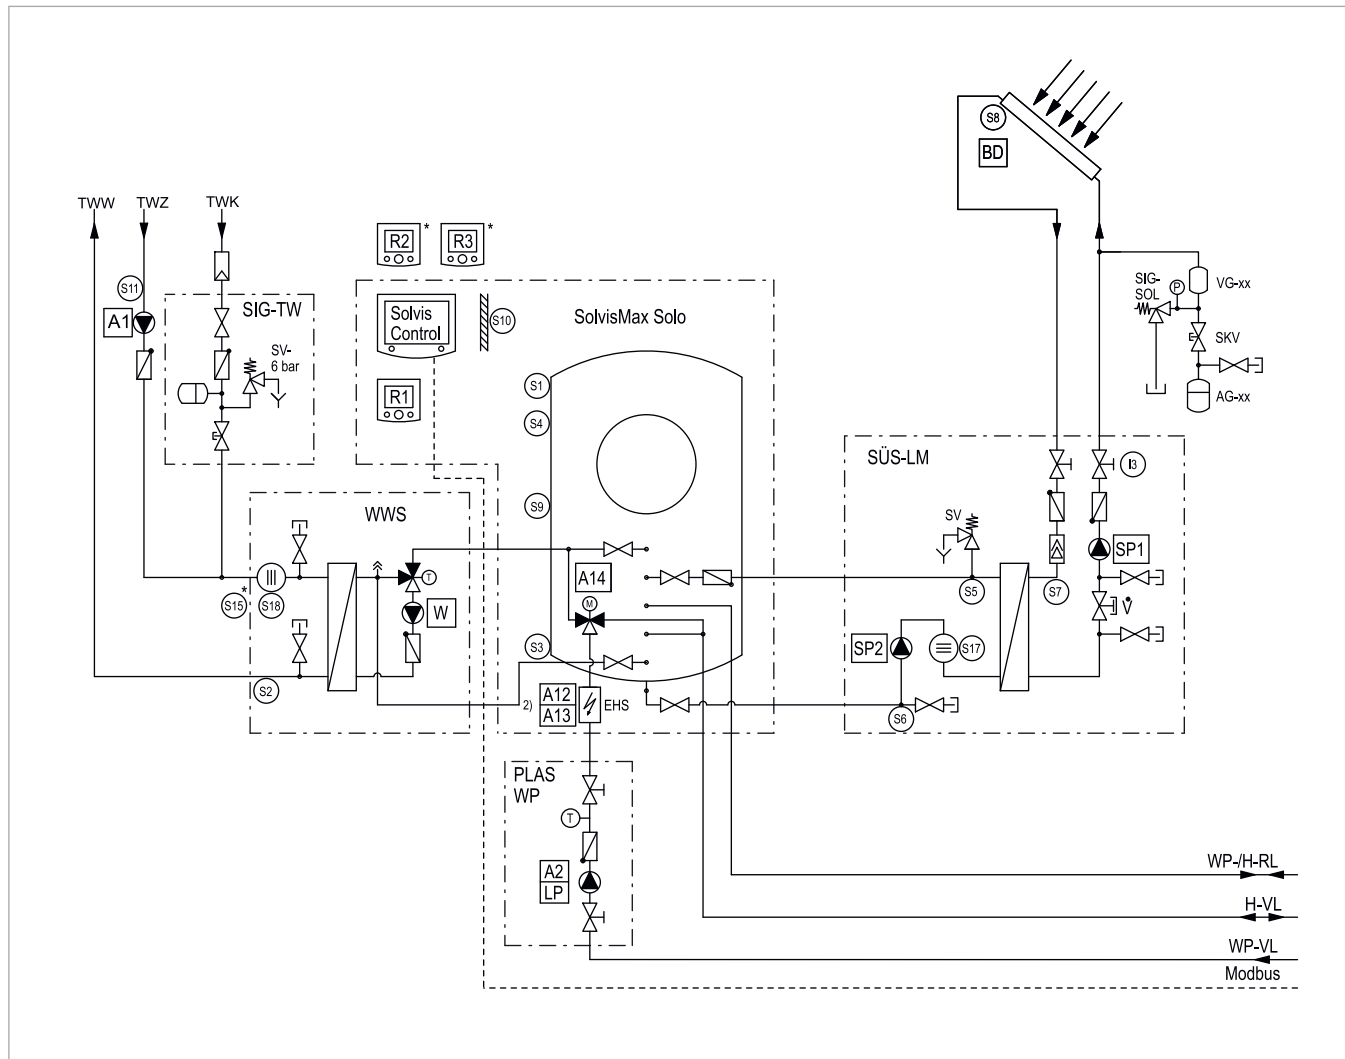 S8
BD
TWW
TWZ
TWK
R2 *
R3 *
S11
A1
SIG-TW
SV-
6 bar
Solvis
Control
S10
SolvisMax Solo
R1
S1
S4
S9
S3
SIG-
SOL
P
VG-xx
SKV
AG-xx
SÜS-LM
I3
SV
SP1
S5
S7
V̇
SP2
S17
S6
WWS
*
S15
S18
T
W
S2
A14
M
2)
A12
A13
EHS
PLAS
WP
T
A2
LP
WP-/H-RL
H-VL
WP-VL
Modbus